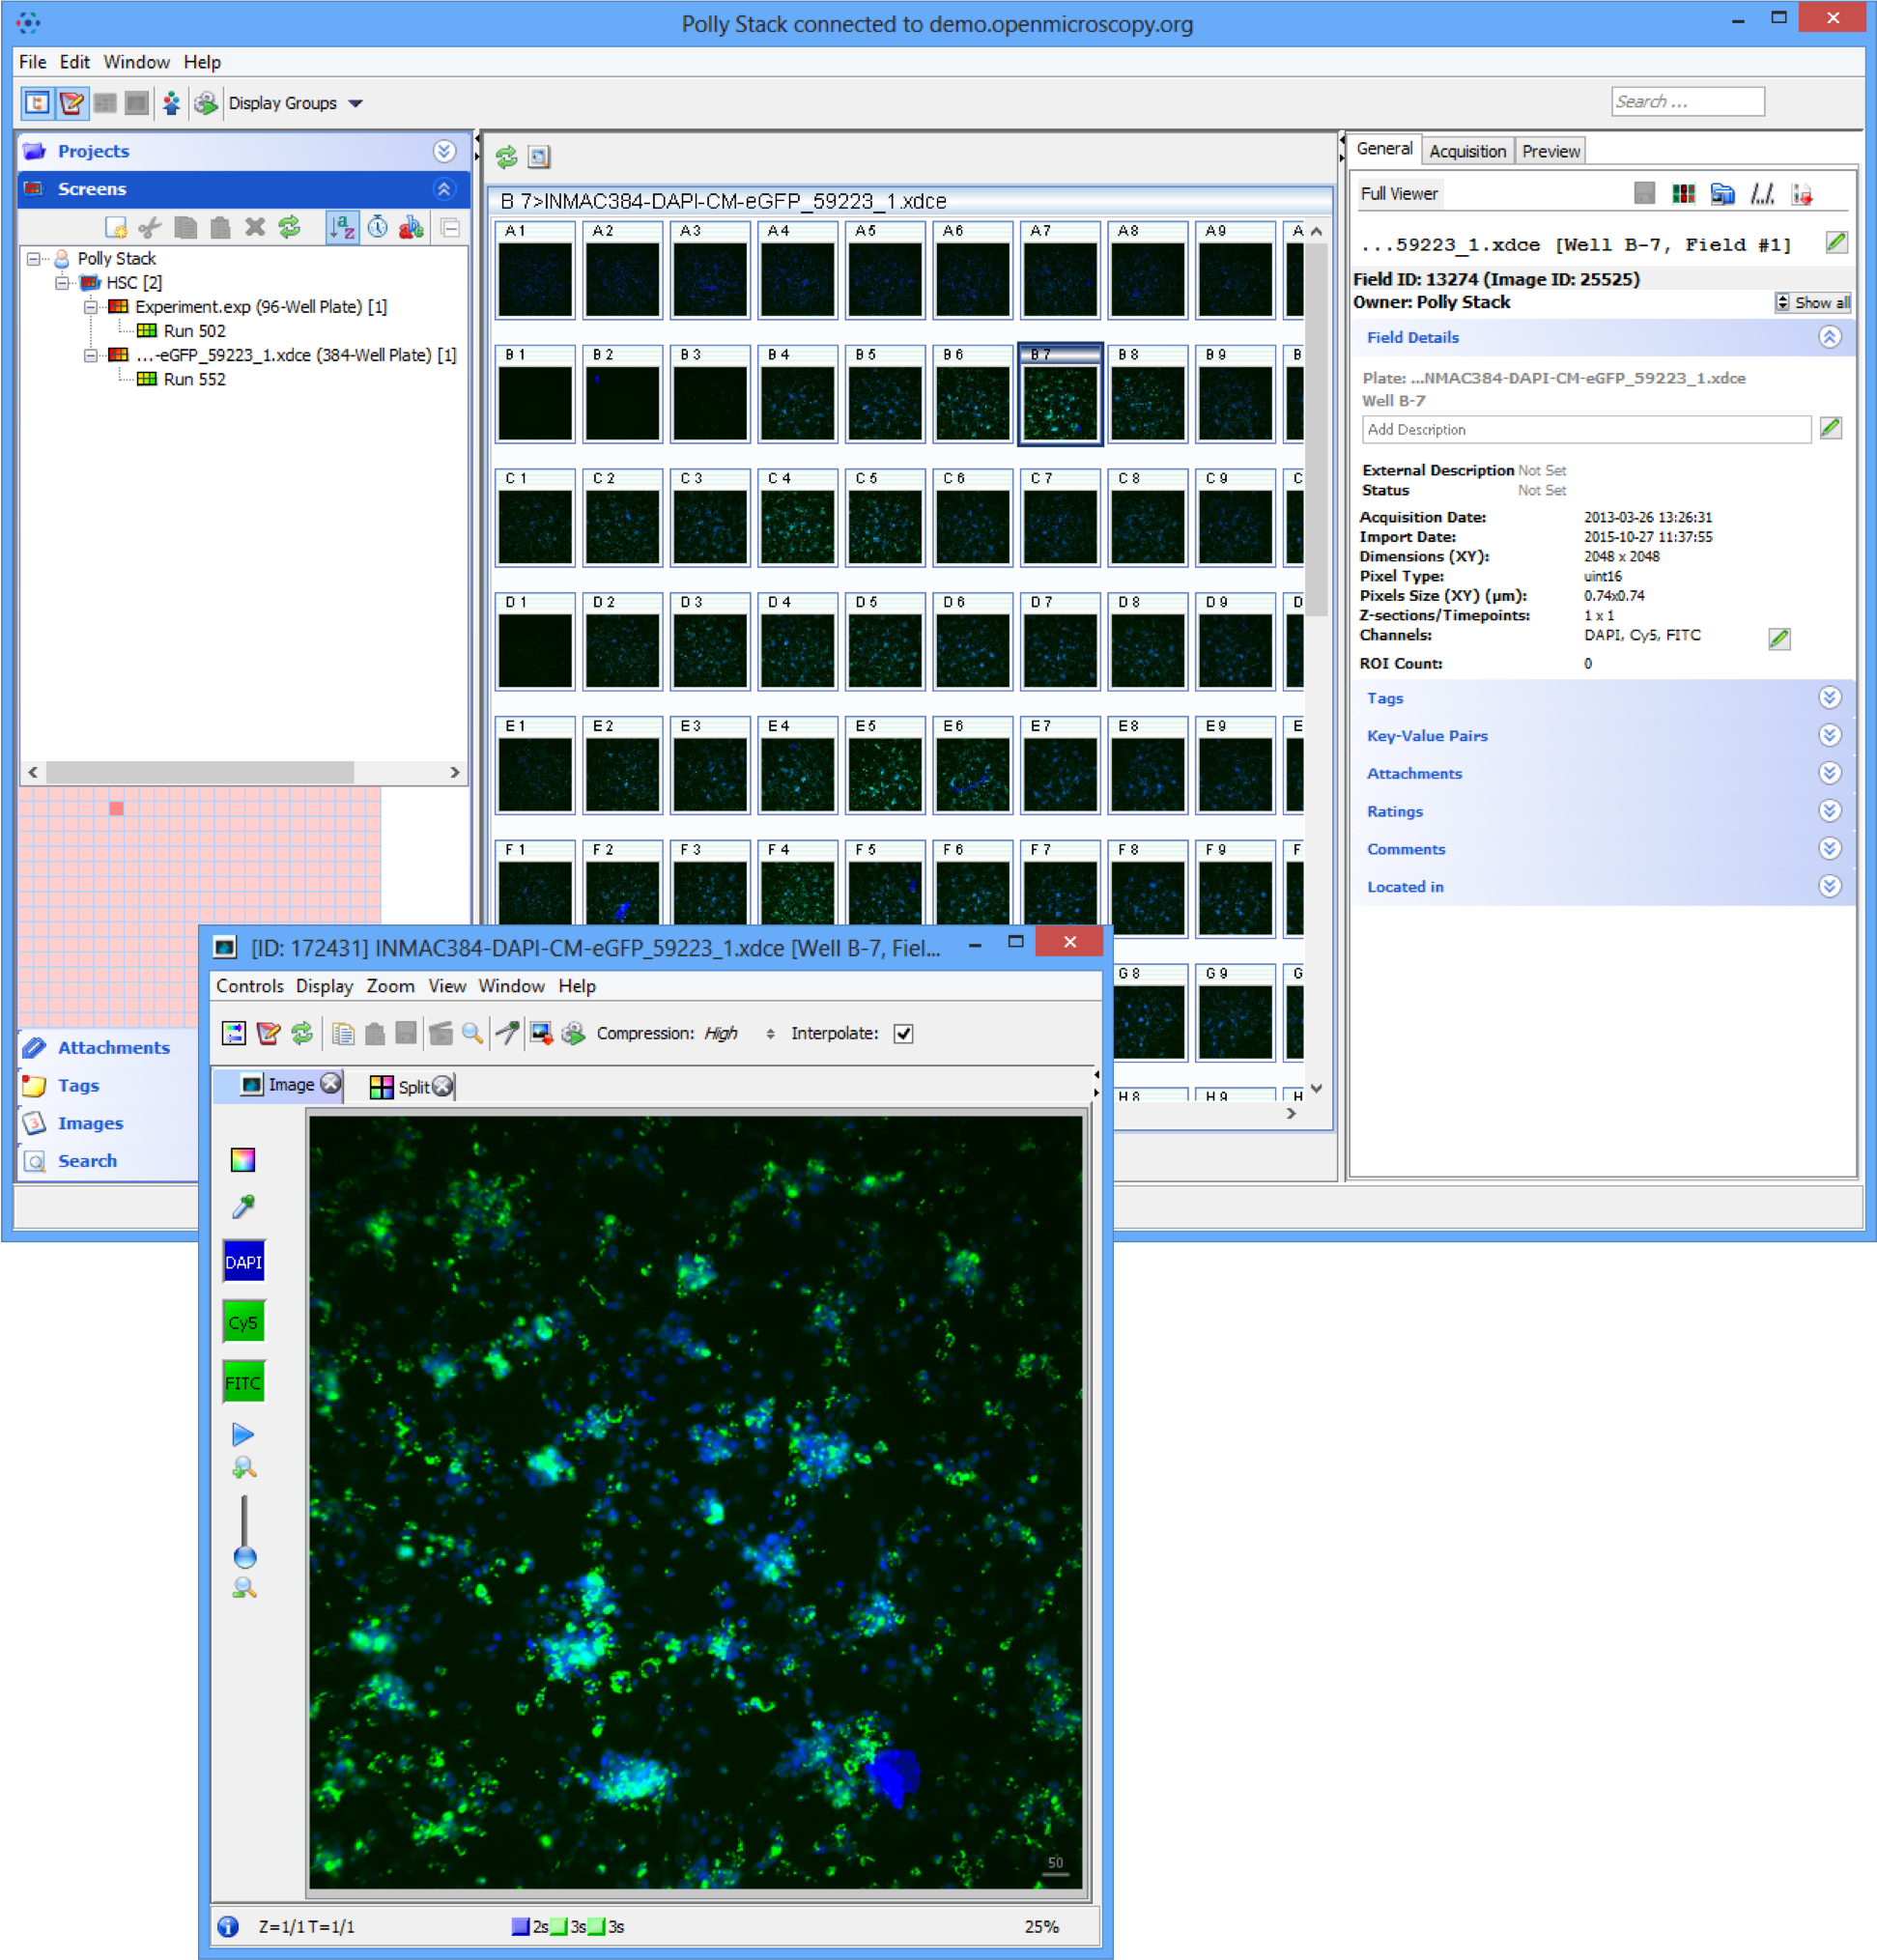 Polly Stack connected to demo.openmicroscopy.org
File Edit Window Help
Display Groups
Search ...
Projects
Screens
Polly Stack
HSC [2]
Experiment.exp (96-Well Plate) [1]
Run 502
...-eGFP_59223_1.xdce (384-Well Plate) [1]
Run 552
Attachments
Tags
Images
Search
B 7>INMAC384-DAPI-CM-eGFP_59223_1.xdce
A 1 A 2 A 3 A 4 A 5 A 6 A 7 A 8 A 9 A
B 1 B 2 B 3 B 4 B 5 B 6 B 7 B 8 B 9 B
C 1 C 2 C 3 C 4 C 5 C 6 C 7 C 8 C 9 C
D 1 D 2 D 3 D 4 D 5 D 6 D 7 D 8 D 9 D
E 1 E 2 E 3 E 4 E 5 E 6 E 7 E 8 E 9 E
F 1 F 2 F 3 F 4 F 5 F 6 F 7 F 8 F 9 F
G 8 G 9 G
H 8 H 9 H
General Acquisition Preview
Full Viewer
...59223_1.xdce [Well B-7, Field #1]
Field ID: 13274 (Image ID: 25525)
Owner: Polly Stack Show all
Field Details
Plate: ...NMAC384-DAPI-CM-eGFP_59223_1.xdce
Well B-7
Add Description
External Description Not Set
Status Not Set
Acquisition Date: 2013-03-26 13:26:31
Import Date: 2015-10-27 11:37:55
Dimensions (XY): 2048 x 2048
Pixel Type: uint16
Pixels Size (XY) (µm): 0.74x0.74
Z-sections/Timepoints: 1 x 1
Channels: DAPI, Cy5, FITC
ROI Count: 0
Tags
Key-Value Pairs
Attachments
Ratings
Comments
Located in
[ID: 172431] INMAC384-DAPI-CM-eGFP_59223_1.xdce [Well B-7, Fiel...
Controls Display Zoom View Window Help
Compression: High Interpolate:
Image Split
DAPI
Cy5
FITC
50
Z=1/1 T=1/1 2s 3s 3s 25%